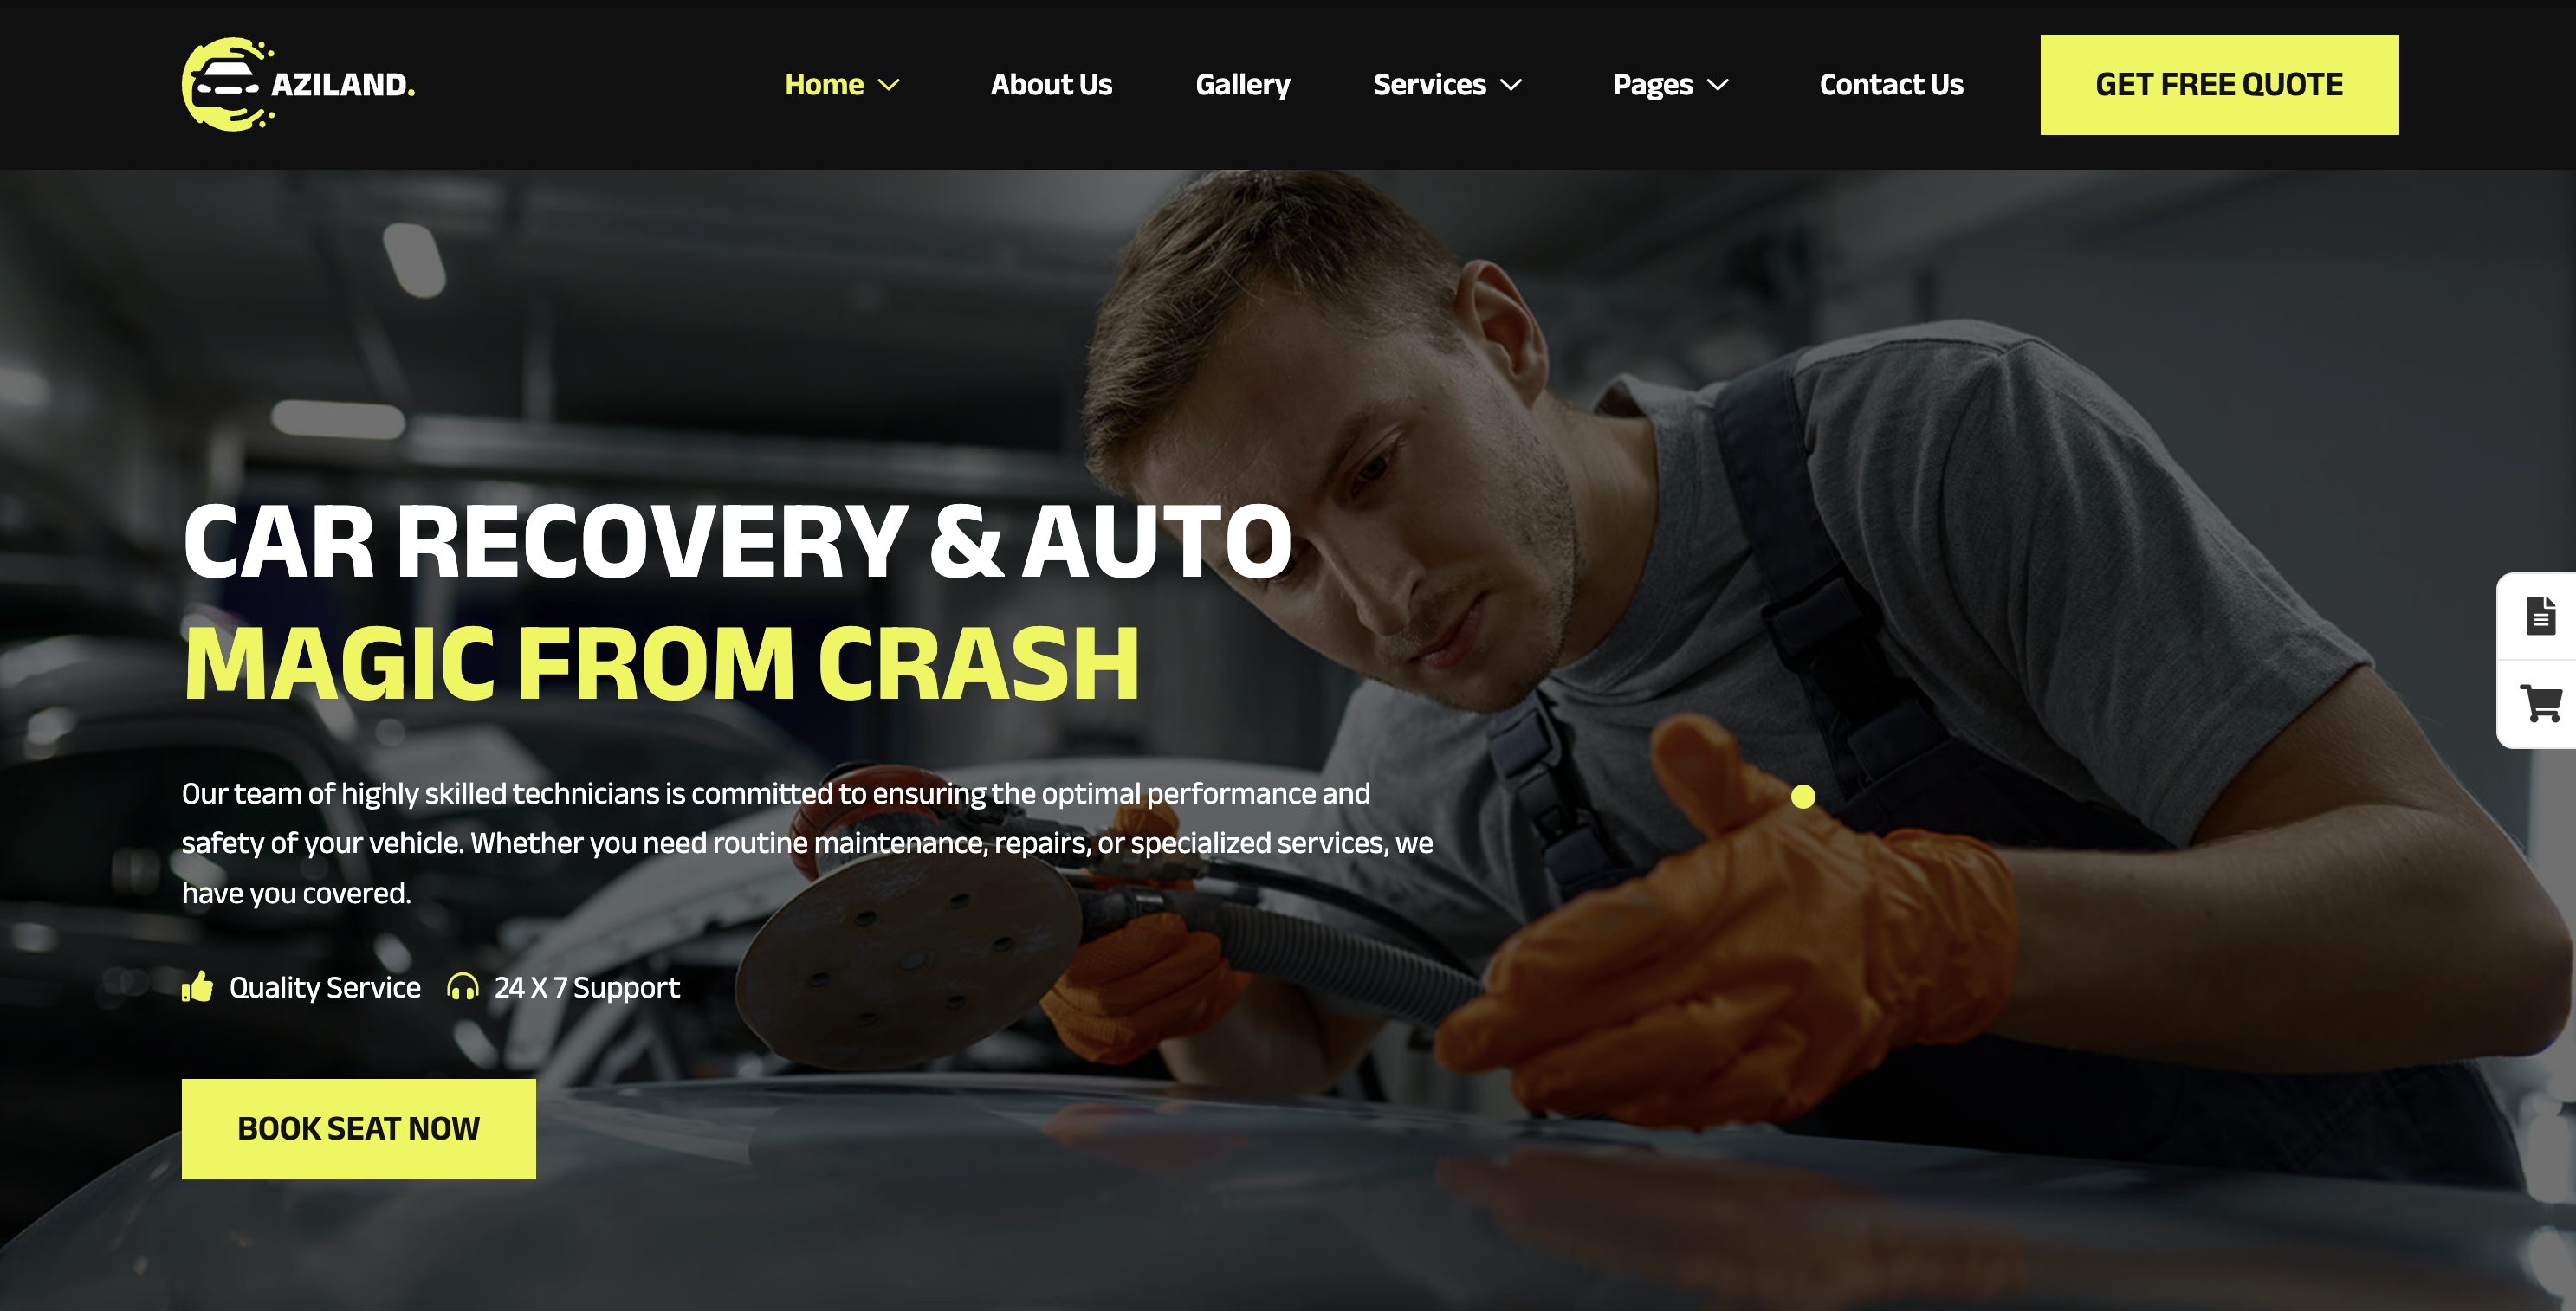 AZILAND.
Home
About Us
Gallery
Services
Pages
Contact Us
GET FREE QUOTE
CAR RECOVERY & AUTO
MAGIC FROM CRASH
Our team of highly skilled technicians is committed to ensuring the optimal performance and
safety of your vehicle. Whether you need routine maintenance, repairs, or specialized services, we
have you covered.
Quality Service
24 X 7 Support
BOOK SEAT NOW